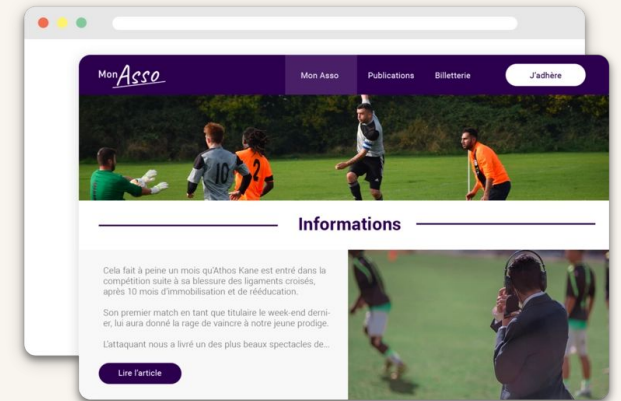 Mon Asso
Mon Asso
Publications
Billetterie
J'adhère
10
2
Informations
Cela fait à peine un mois qu'Athos Kane est entré dans la
compétition suite à sa blessure des ligaments croisés,
après 10 mois d'immobilisation et de rééducation.
Son premier match en tant que titulaire le week-end derni-
er, lui aura donné la rage de vaincre à notre jeune prodige.
L'attaquant nous a livré un des plus beaux spectacles de...
Lire l'article